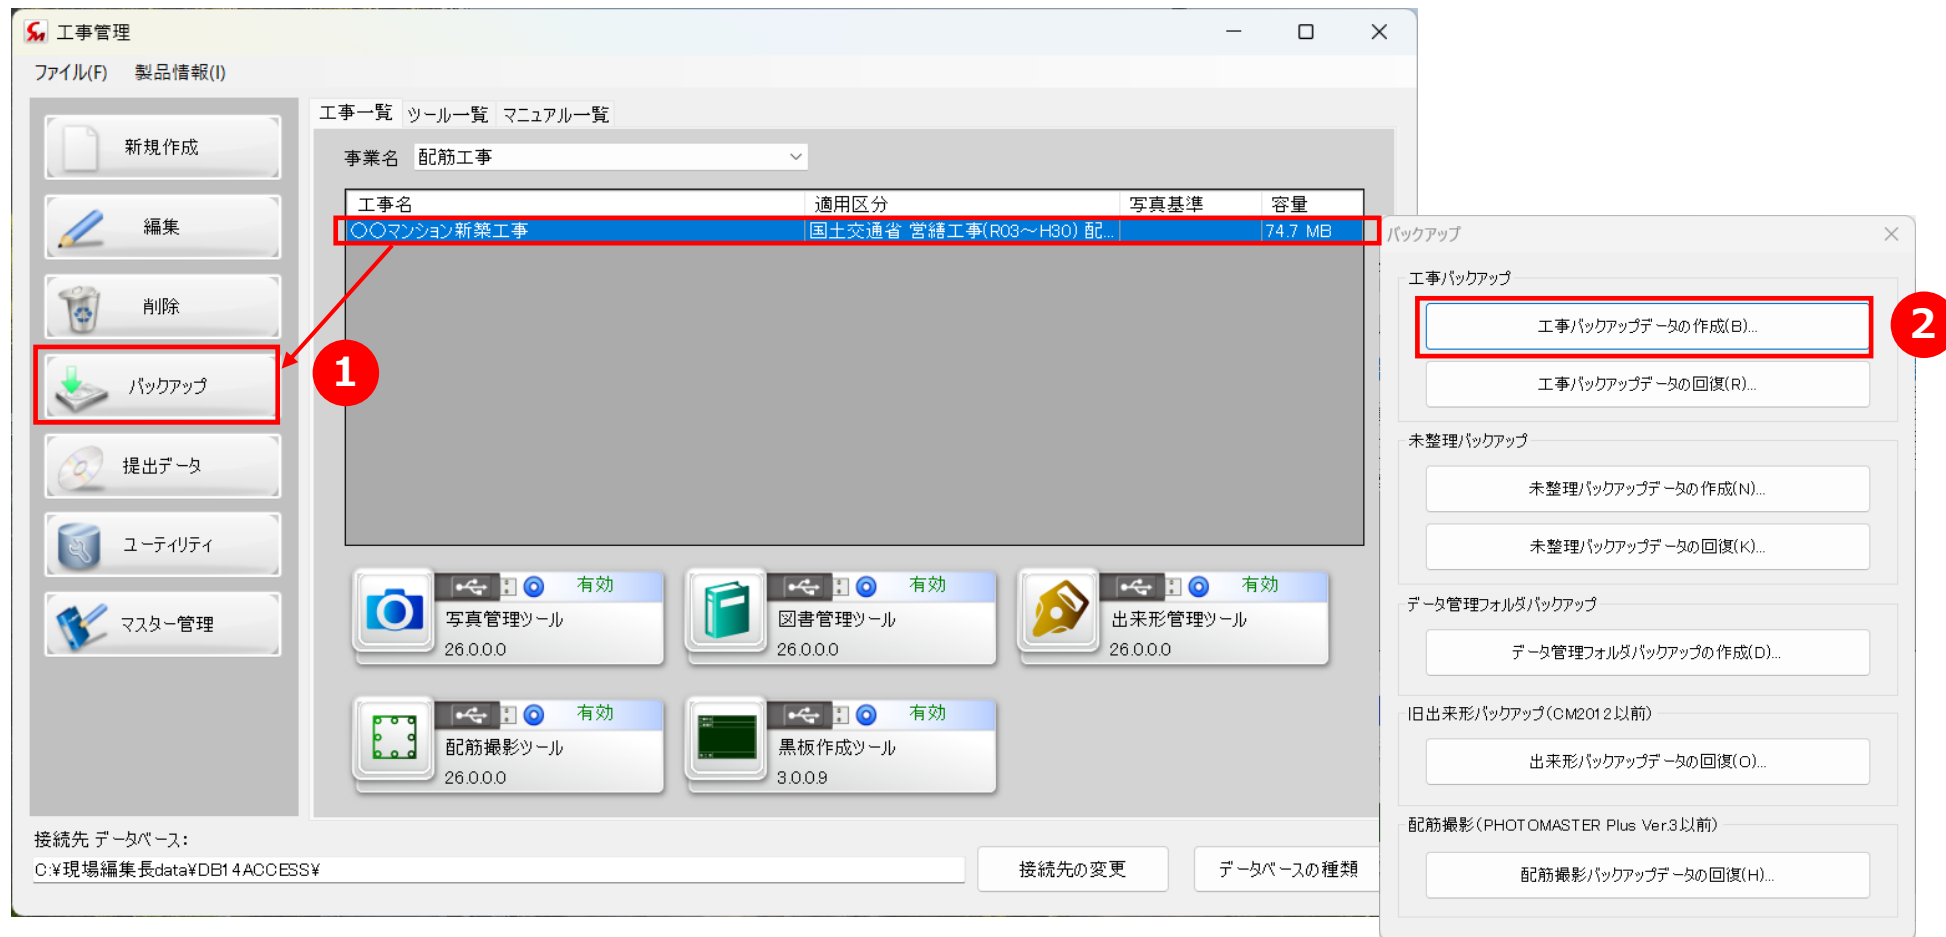 工事管理
ファイル(F) 製品情報(I)
新規作成
編集
削除
バックアップ
提出データ
ユーティリティ
マスター管理
工事一覧 ツール一覧 マニュアル一覧
事業名 配筋工事
工事名 適用区分 写真基準 容量
○○マンション新築工事 国土交通省 営繕工事(R03～H30) 配... 74.7 MB
1
有効
写真管理ツール
26.0.0.0
有効
図書管理ツール
26.0.0.0
有効
出来形管理ツール
26.0.0.0
有効
配筋撮影ツール
26.0.0.0
有効
黒板作成ツール
3.0.0.9
接続先 データベース:
C:¥現場編集長data¥DB14ACCESS¥
接続先の変更
データベースの種類
バックアップ
工事バックアップ
工事バックアップデータの作成(B)...
2
工事バックアップデータの回復(R)...
未整理バックアップ
未整理バックアップデータの作成(N)...
未整理バックアップデータの回復(K)...
データ管理フォルダバックアップ
データ管理フォルダバックアップの作成(D)...
旧出来形バックアップ(CM2012以前)
出来形バックアップデータの回復(O)...
配筋撮影(PHOTOMASTER Plus Ver.3以前)
配筋撮影バックアップデータの回復(H)...